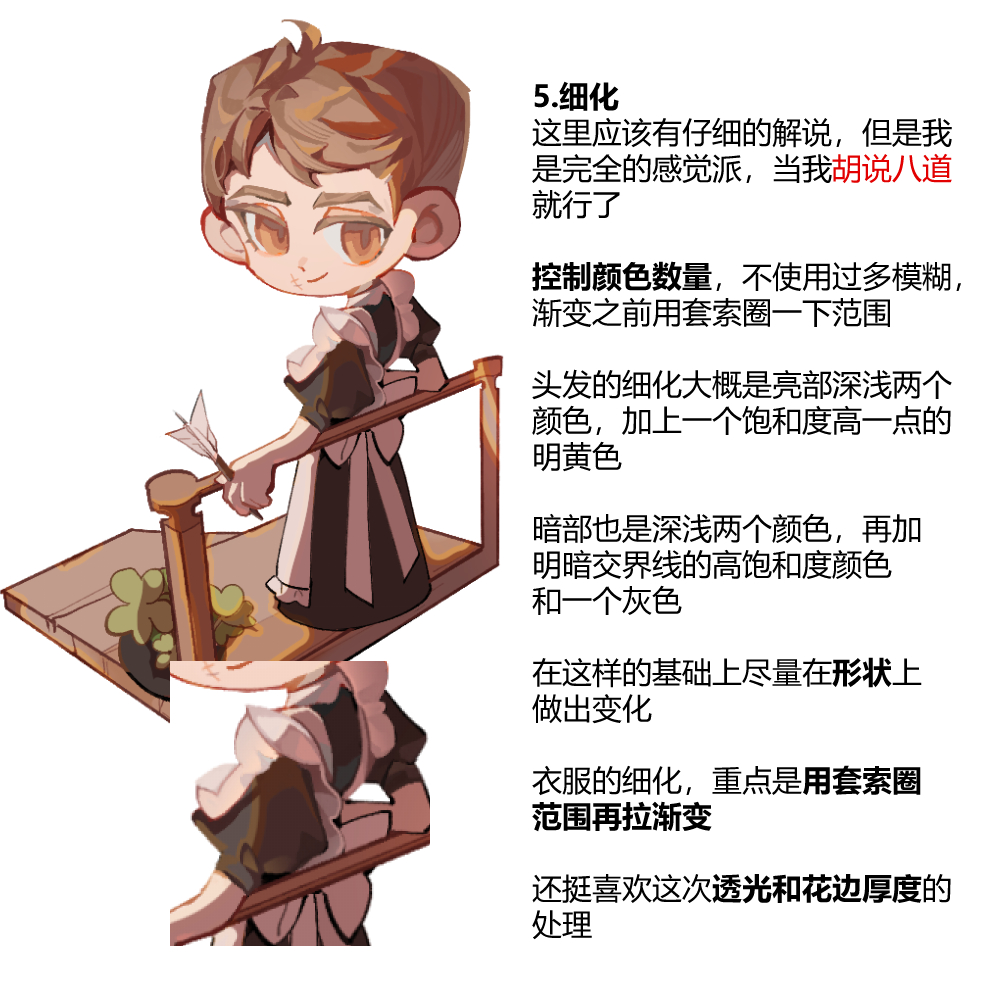 5.细化
这里应该有仔细的解说，但是我
是完全的感觉派，当我胡说八道
就行了
控制颜色数量，不使用过多模糊，
渐变之前用套索圈一下范围
头发的细化大概是亮部深浅两个
颜色，加上一个饱和度高一点的
明黄色
暗部也是深浅两个颜色，再加
明暗交界线的高饱和度颜色
和一个灰色
在这样的基础上尽量在形状上
做出变化
衣服的细化，重点是用套索圈
范围再拉渐变
还挺喜欢这次透光和花边厚度的
处理